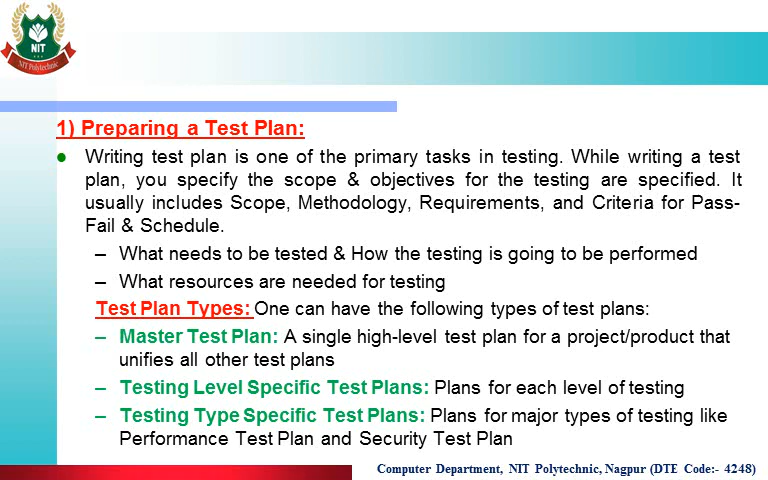 NIT
NIT Polytechnic
1) Preparing a Test Plan:
● Writing test plan is one of the primary tasks in testing. While writing a test
plan, you specify the scope & objectives for the testing are specified. It
usually includes Scope, Methodology, Requirements, and Criteria for Pass-
Fail & Schedule.
– What needs to be tested & How the testing is going to be performed
– What resources are needed for testing
Test Plan Types: One can have the following types of test plans:
– Master Test Plan: A single high-level test plan for a project/product that
unifies all other test plans
– Testing Level Specific Test Plans: Plans for each level of testing
– Testing Type Specific Test Plans: Plans for major types of testing like
Performance Test Plan and Security Test Plan
Computer Department, NIT Polytechnic, Nagpur (DTE Code:- 4248)